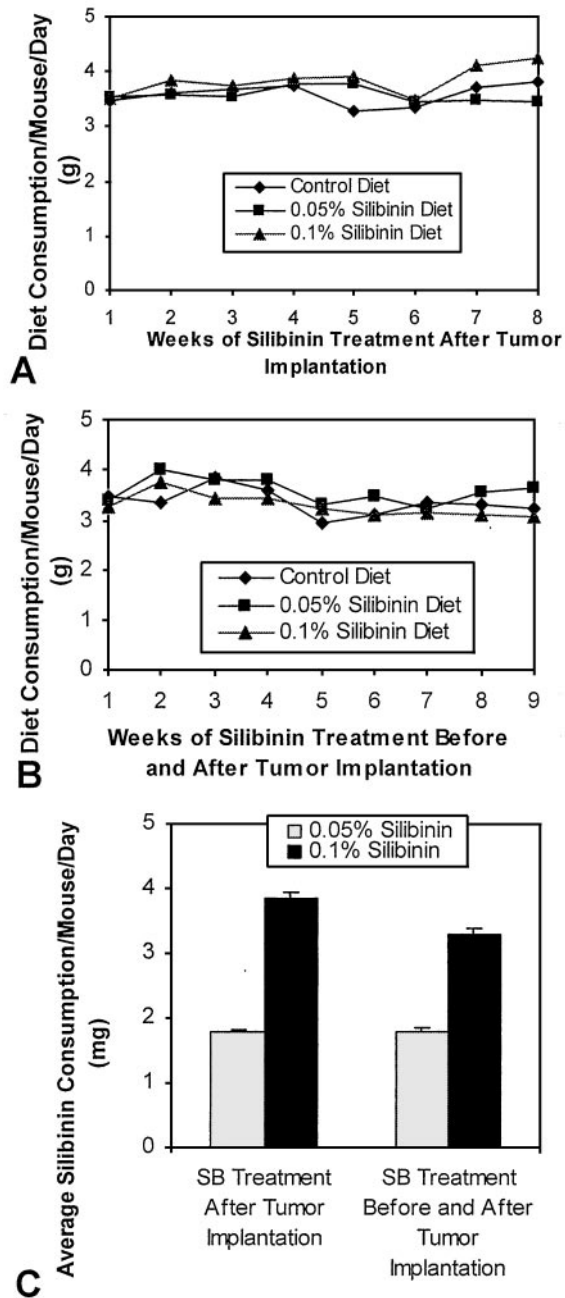 5
4
3
2
1
0
Diet Consumption/Mouse/Day
(g)
Control Diet
0.05% Silibinin Diet
0.1% Silibinin Diet
1 2 3 4 5 6 7 8
Weeks of Silibinin Treatment After Tumor
Implantation
A
5
4
3
2
1
0
Diet Consumption/Mouse/Day
(g)
Control Diet
0.05% Silibinin Diet
0.1% Silibinin Diet
1 2 3 4 5 6 7 8 9
Weeks of Silibinin Treatment Before
and After Tumor Implantation
B
5
4
3
2
1
0
Average Silibinin Consumption/Mouse/Day
(mg)
0.05% Silibinin
0.1% Silibinin
SB Treatment
After Tumor
Implantation
SB Treatment
Before and After
Tumor
Implantation
C